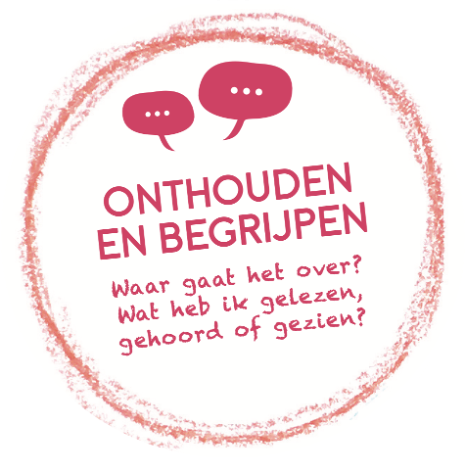 ONTHOUDEN
EN BEGRIJPEN
Waar gaat het over?
Wat heb ik gelezen,
gehoord of gezien?